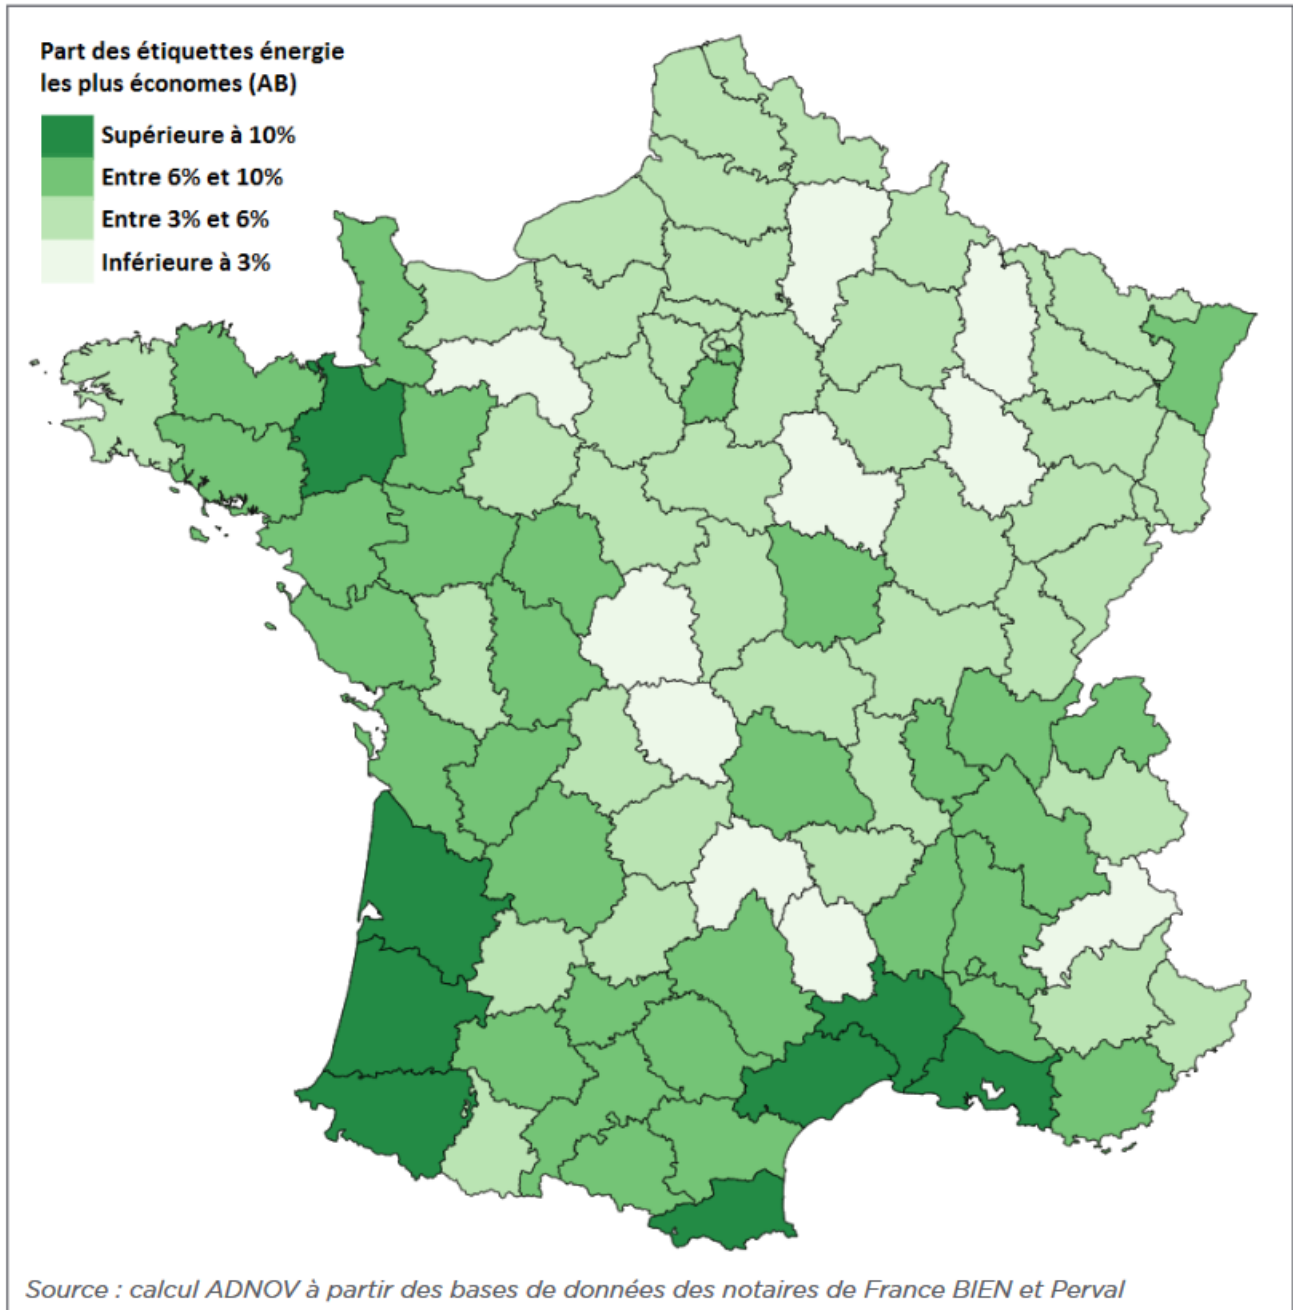 Part des étiquettes énergie
les plus économes (AB)
Supérieure à 10%
Entre 6% et 10%
Entre 3% et 6%
Inférieure à 3%
Source : calcul ADNOV à partir des bases de données des notaires de France BIEN et Perval